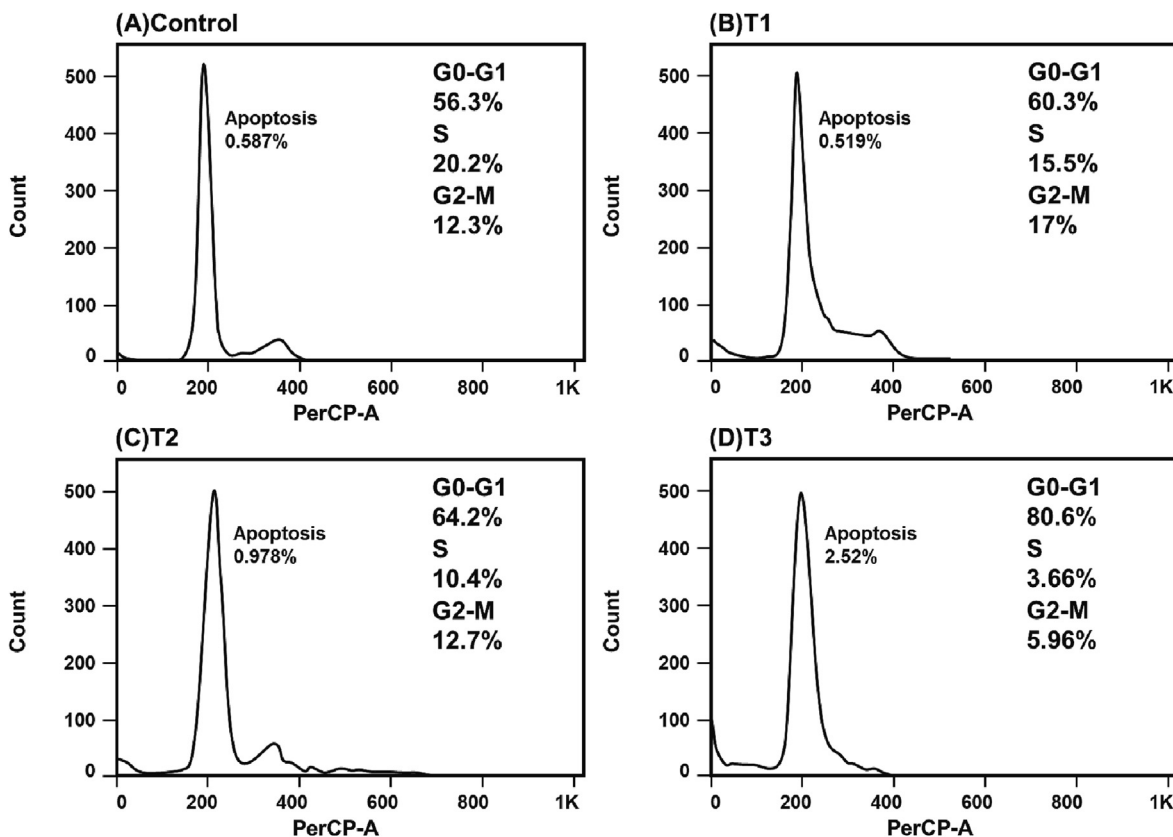 (A)Control
500
400
300
200
100
0
Count
Apoptosis
0.587%
G0-G1
56.3%
S
20.2%
G2-M
12.3%
0 200 400 600 800 1K
PerCP-A
(B)T1
500
400
300
200
100
0
Count
Apoptosis
0.519%
G0-G1
60.3%
S
15.5%
G2-M
17%
0 200 400 600 800 1K
PerCP-A
(C)T2
500
400
300
200
100
0
Count
Apoptosis
0.978%
G0-G1
64.2%
S
10.4%
G2-M
12.7%
0 200 400 600 800 1K
PerCP-A
(D)T3
500
400
300
200
100
0
Count
Apoptosis
2.52%
G0-G1
80.6%
S
3.66%
G2-M
5.96%
0 200 400 600 800 1K
PerCP-A